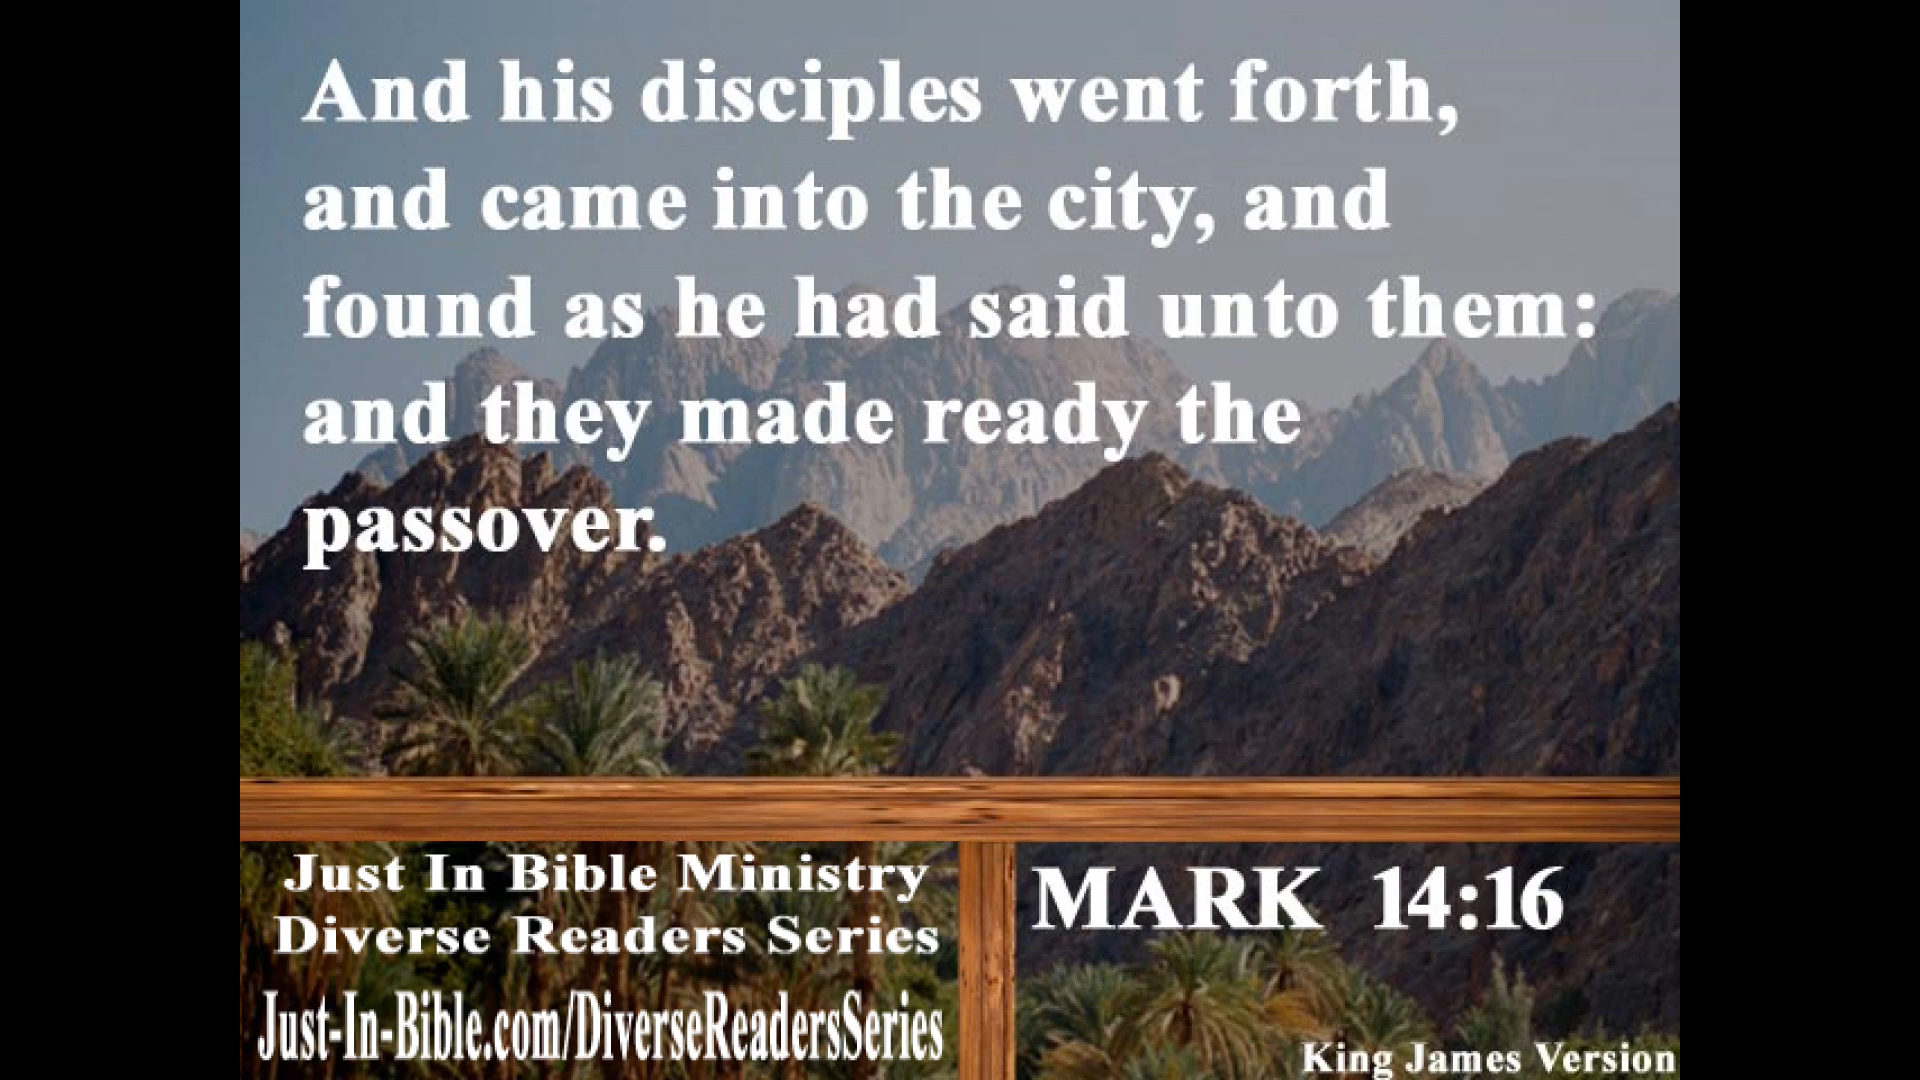 And his disciples went forth,
and came into the city, and
found as he had said unto them:
and they made ready the
passover.
Just In Bible Ministry
Diverse Readers Series
Just-In-Bible.com/DiverseReadersSeries
MARK 14:16
King James Version